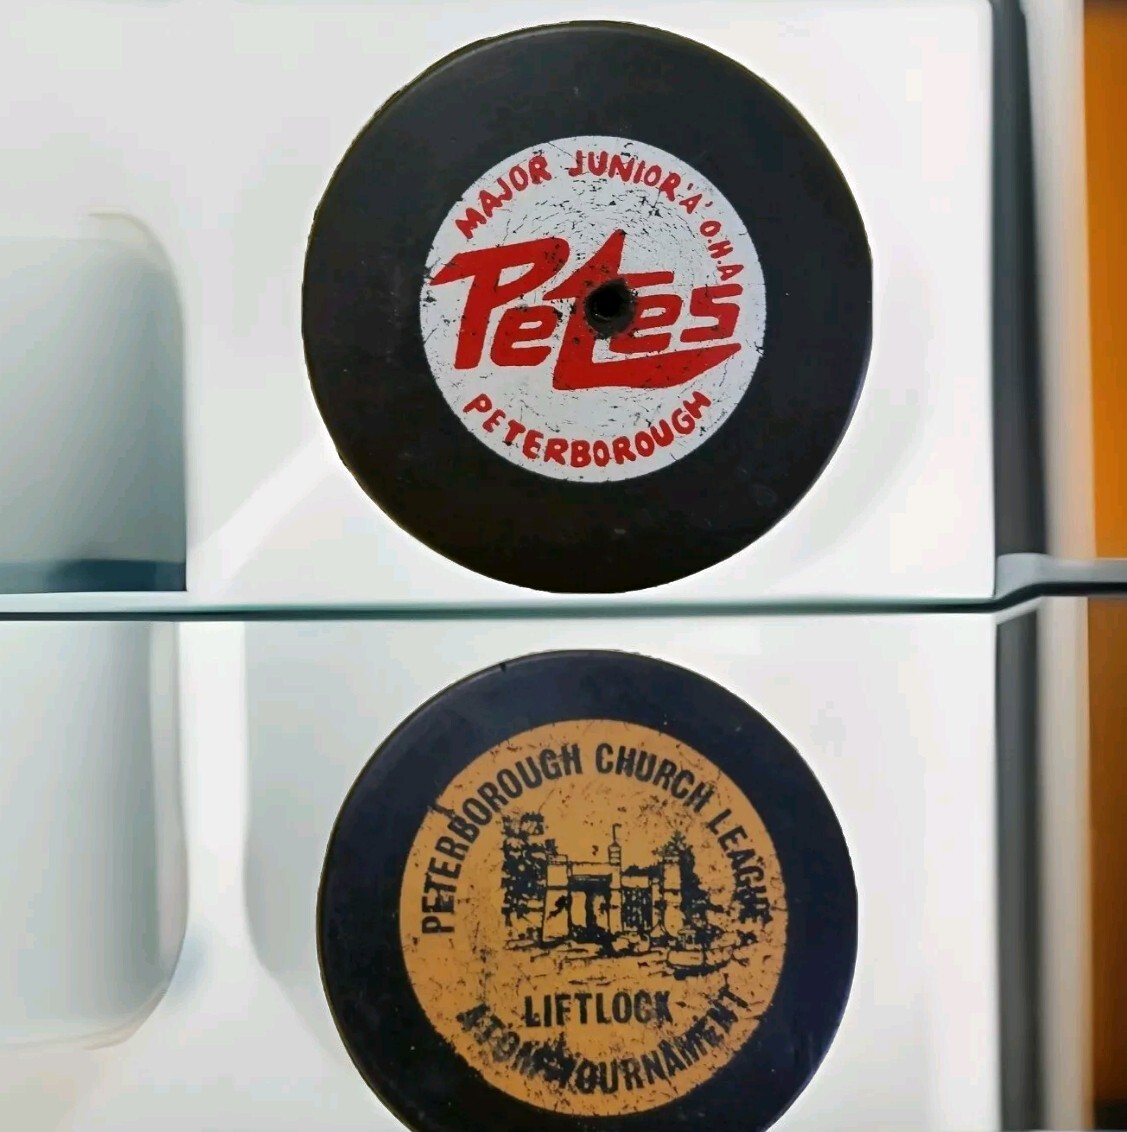 MAJOR JUNIOR 'A' O.H.A
PeTes
PETERBOROUGH
PETERBOROUGH CHURCH LEAGUE
LIFTLOCK
ATOM TOURNAMENT